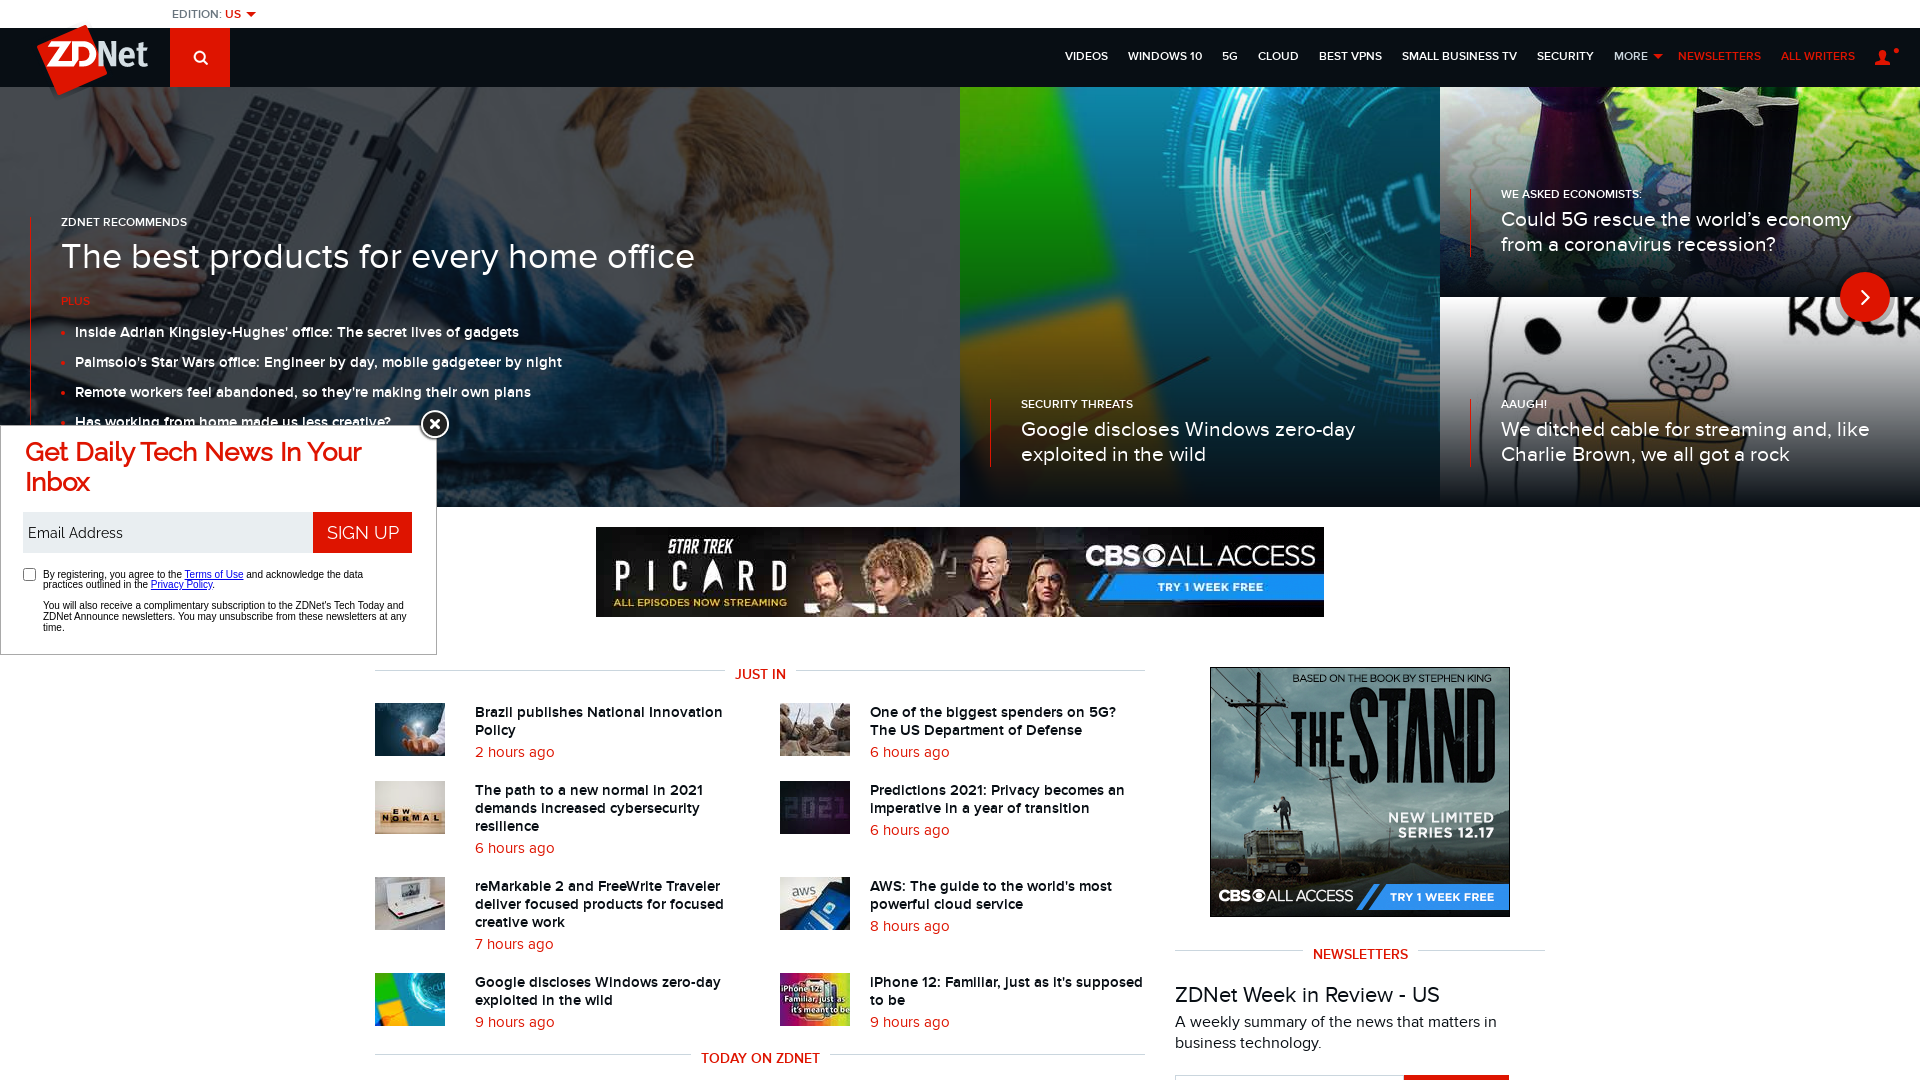 EDITION: US
ZDNet
VIDEOS WINDOWS 10 5G CLOUD BEST VPNS SMALL BUSINESS TV SECURITY MORE NEWSLETTERS ALL WRITERS
ZDNET RECOMMENDS
The best products for every home office
PLUS
Inside Adrian Kingsley-Hughes' office: The secret lives of gadgets
Palmsolo's Star Wars office: Engineer by day, mobile gadgeteer by night
Remote workers feel abandoned, so they're making their own plans
Has working from home made us less creative?
SECURITY THREATS
Google discloses Windows zero-day
exploited in the wild
WE ASKED ECONOMISTS:
Could 5G rescue the world's economy
from a coronavirus recession?
ROCK
AAUGH!
We ditched cable for streaming and, like
Charlie Brown, we all got a rock
Get Daily Tech News In Your
Inbox
Email Address
SIGN UP
By registering, you agree to the Terms of Use and acknowledge the data
practices outlined in the Privacy Policy.
You will also receive a complimentary subscription to the ZDNet's Tech Today and
ZDNet Announce newsletters. You may unsubscribe from these newsletters at any
time.
STAR TREK
PICARD
ALL EPISODES NOW STREAMING
CBS ALL ACCESS
TRY 1 WEEK FREE
JUST IN
Brazil publishes National Innovation
Policy
2 hours ago
One of the biggest spenders on 5G?
The US Department of Defense
6 hours ago
The path to a new normal in 2021
demands increased cybersecurity
resilience
6 hours ago
2021
Predictions 2021: Privacy becomes an
imperative in a year of transition
6 hours ago
reMarkable 2 and FreeWrite Traveler
deliver focused products for focused
creative work
7 hours ago
aws
AWS: The guide to the world's most
powerful cloud service
8 hours ago
Google discloses Windows zero-day
exploited in the wild
9 hours ago
iPhone 12:
Familiar, just as
it's meant to be
iPhone 12: Familiar, just as it's supposed
to be
9 hours ago
TODAY ON ZDNET
BASED ON THE BOOK BY STEPHEN KING
THE STAND
NEW LIMITED
SERIES 12.17
CBS ALL ACCESS
TRY 1 WEEK FREE
NEWSLETTERS
ZDNet Week in Review - US
A weekly summary of the news that matters in
business technology.